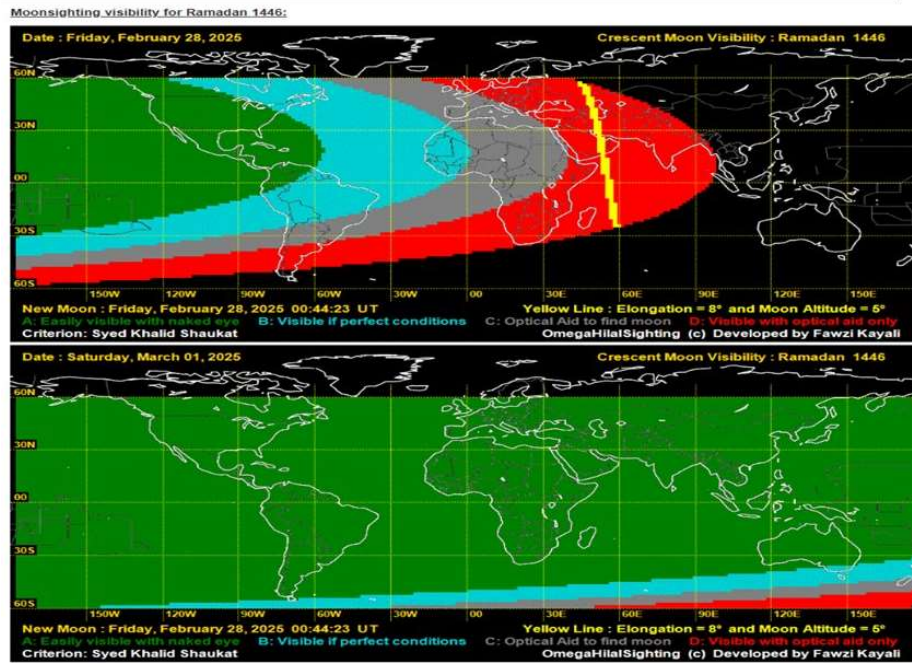 Moonsighting visibility for Ramadan 1446:
Date : Friday, February 28, 2025 Crescent Moon Visibility : Ramadan 1446
60N
30N
00
30S
60S
150W 120W 90W 60W 30W 00 30E 60E 90E 120E 150E
New Moon : Friday, February 28, 2025 00:44:23 UT Yellow Line : Elongation = 8° and Moon Altitude = 5°
A: Easily visible with naked eye B: Visible if perfect conditions C: Optical Aid to find moon D: Visible with optical aid only
Criterion: Syed Khalid Shaukat OmegaHilalSighting (c) Developed by Fawzi Kayali
Date : Saturday, March 01, 2025 Crescent Moon Visibility : Ramadan 1446
60N
30N
00
30S
60S
150W 120W 90W 60W 30W 00 30E 60E 90E 120E 150E
New Moon : Friday, February 28, 2025 00:44:23 UT Yellow Line : Elongation = 8° and Moon Altitude = 5°
A: Easily visible with naked eye B: Visible if perfect conditions C: Optical Aid to find moon D: Visible with optical aid only
Criterion: Syed Khalid Shaukat OmegaHilalSighting (c) Developed by Fawzi Kayali